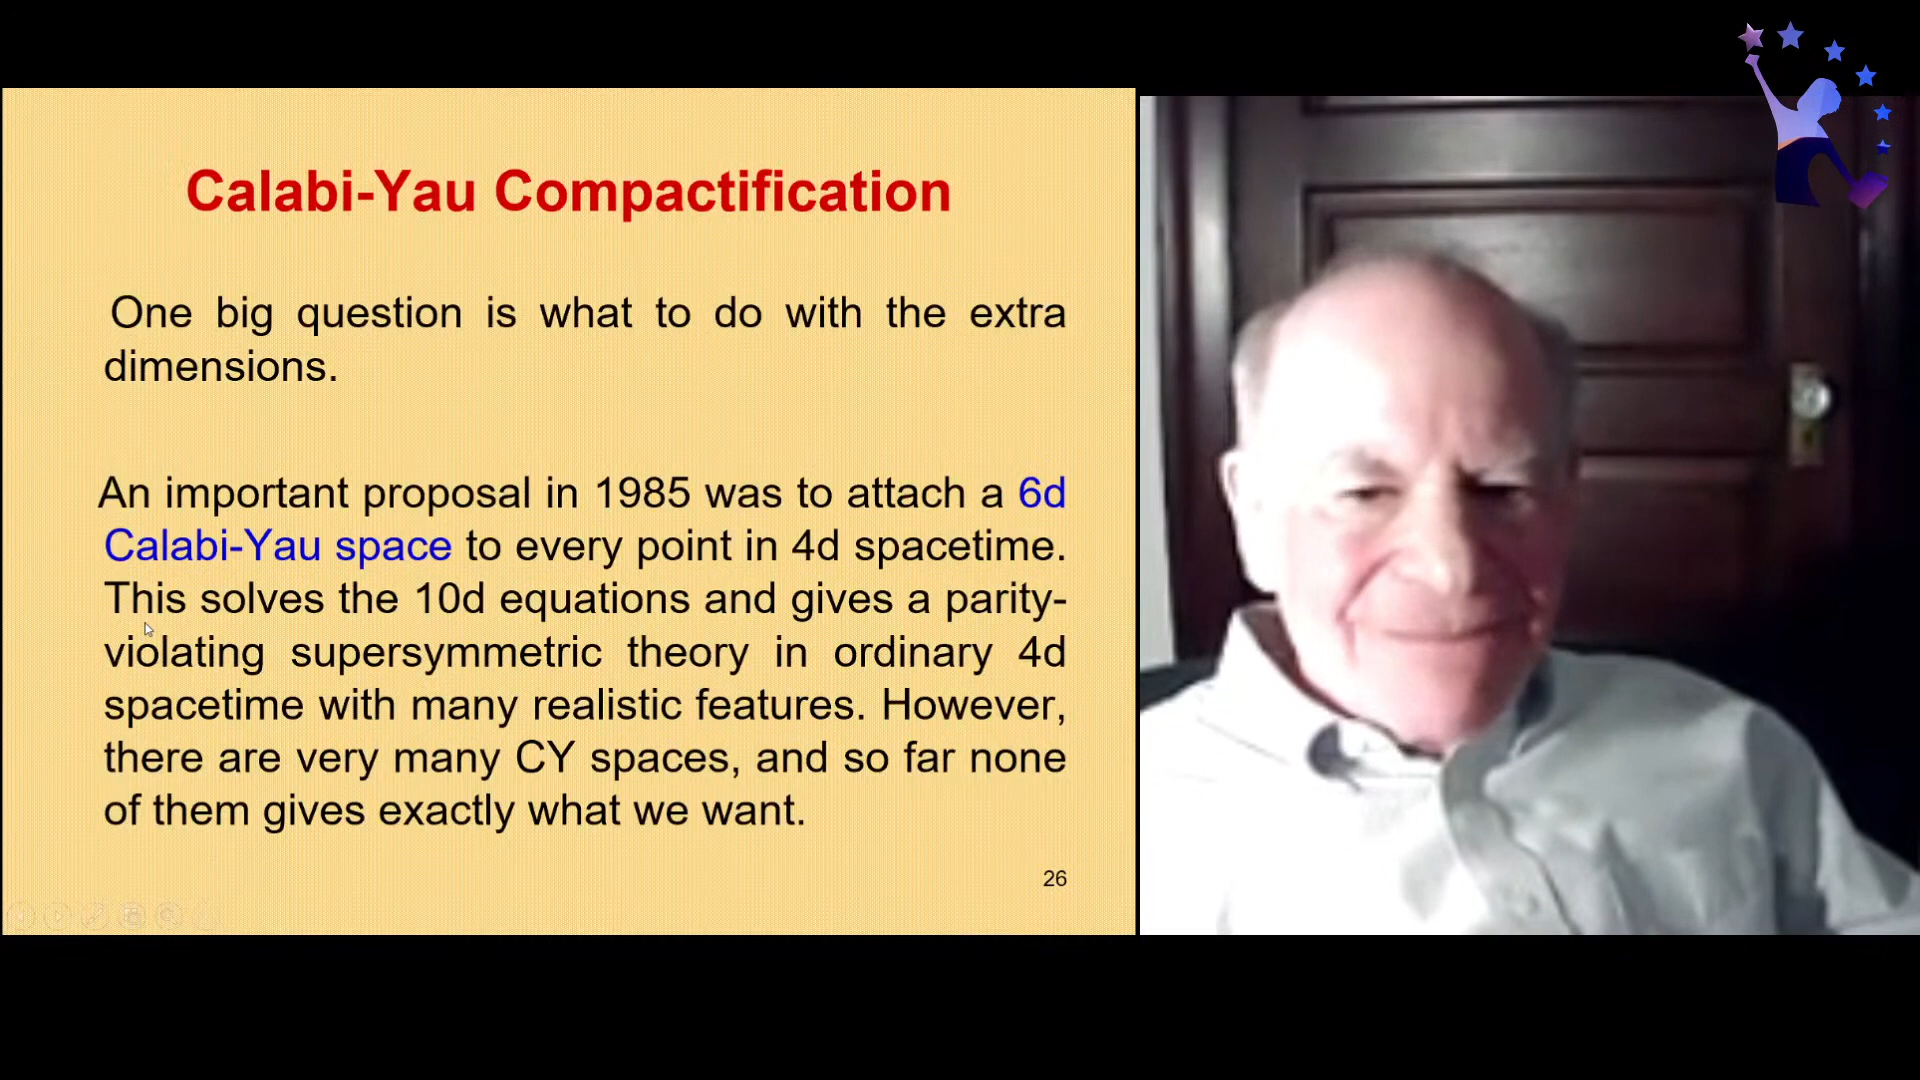 Calabi-Yau Compactification
One big question is what to do with the extra
dimensions.
An important proposal in 1985 was to attach a 6d
Calabi-Yau space to every point in 4d spacetime.
This solves the 10d equations and gives a parity-
violating supersymmetric theory in ordinary 4d
spacetime with many realistic features. However,
there are very many CY spaces, and so far none
of them gives exactly what we want.
26